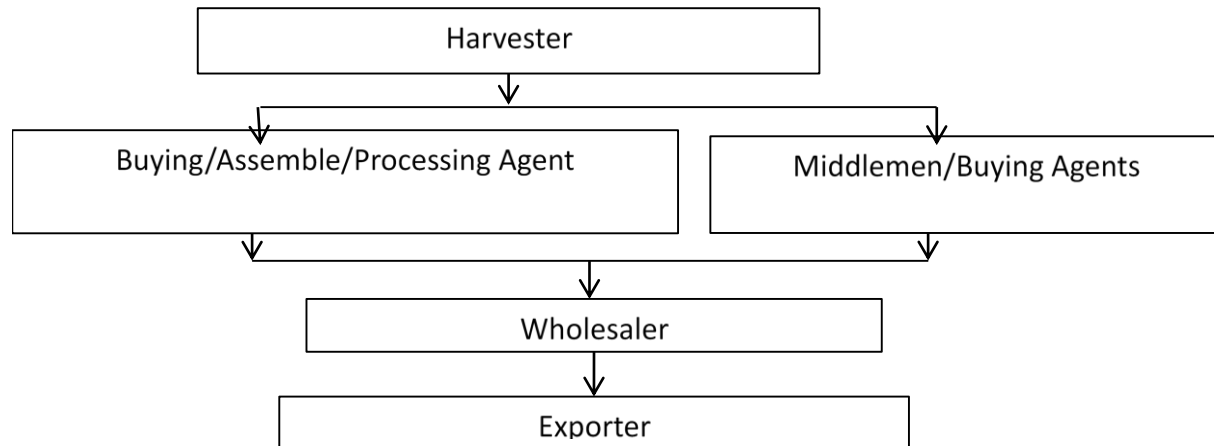 Harvester
Buying/Assemble/Processing Agent
Middlemen/Buying Agents
Wholesaler
Exporter